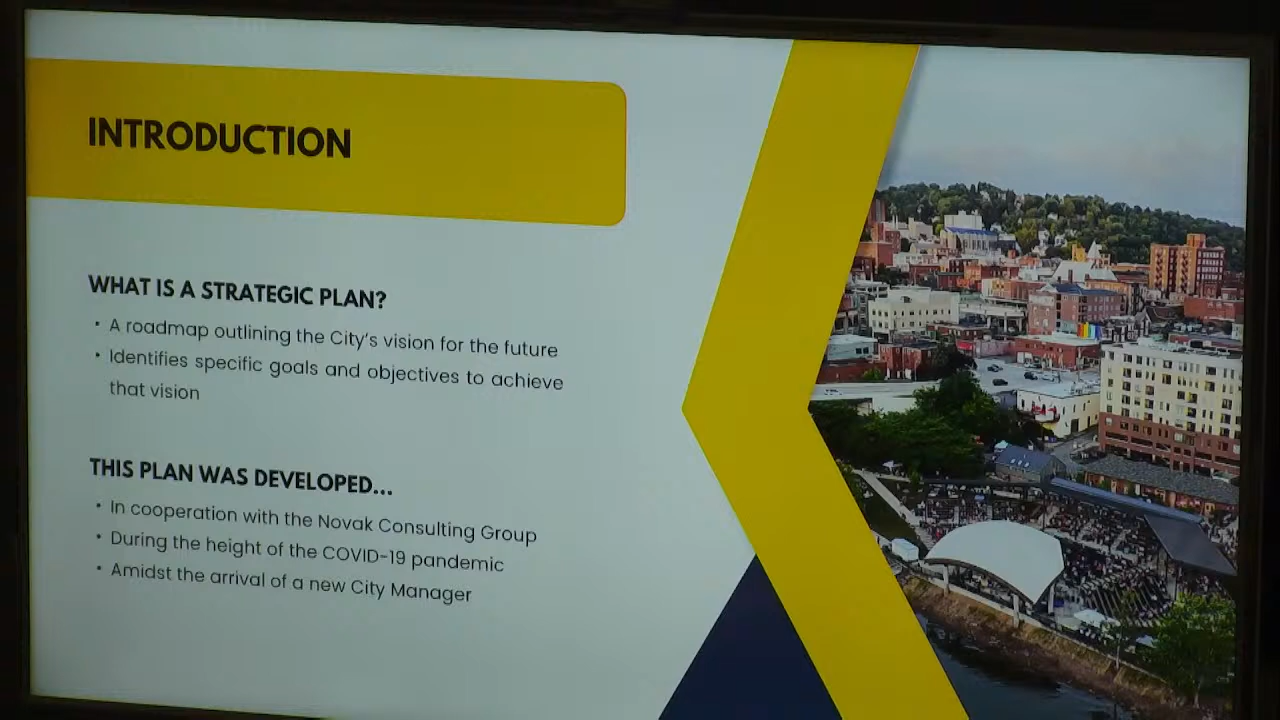 INTRODUCTION
WHAT IS A STRATEGIC PLAN?
• A roadmap outlining the City's vision for the future
• Identifies specific goals and objectives to achieve
that vision
THIS PLAN WAS DEVELOPED...
• In cooperation with the Novak Consulting Group
• During the height of the COVID-19 pandemic
• Amidst the arrival of a new City Manager